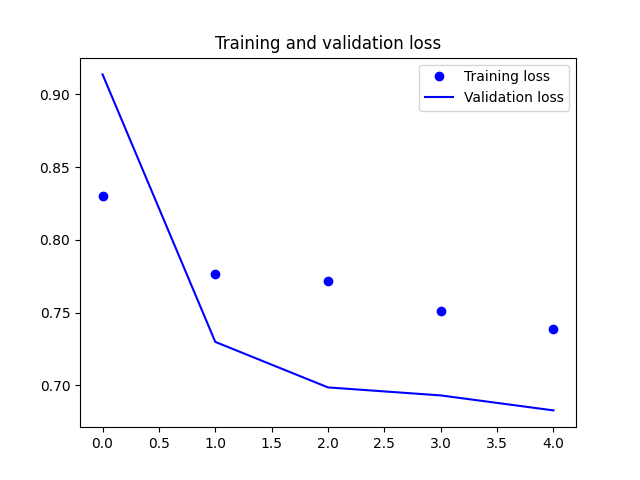 Training and validation loss
Training loss
Validation loss
0.90
0.85
0.80
0.75
0.70
0.0 0.5 1.0 1.5 2.0 2.5 3.0 3.5 4.0